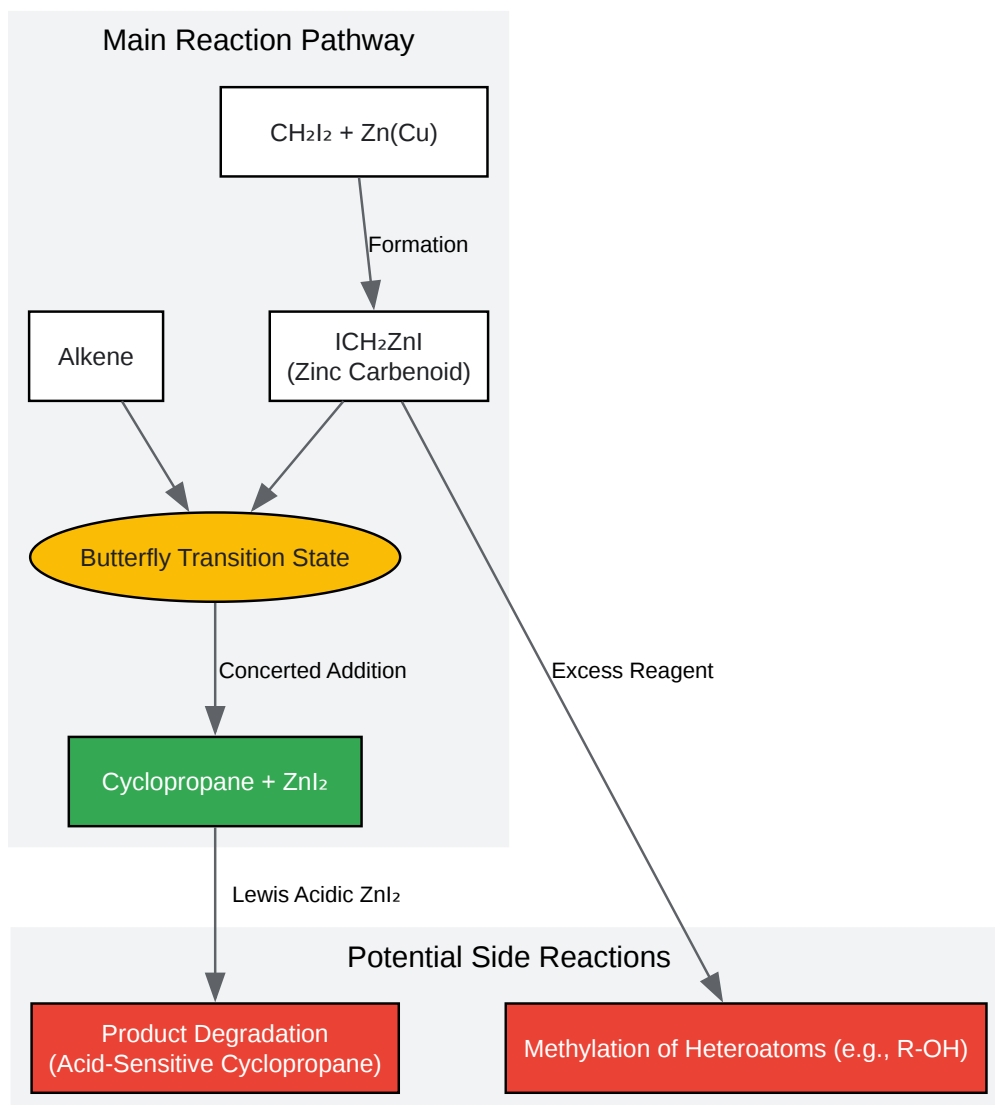 Main Reaction Pathway
CH₂I₂ + Zn(Cu)
Formation
Alkene
ICH₂ZnI
(Zinc Carbenoid)
Butterfly Transition State
Concerted Addition
Excess Reagent
Cyclopropane + ZnI₂
Lewis Acidic ZnI₂
Potential Side Reactions
Product Degradation
(Acid-Sensitive Cyclopropane)
Methylation of Heteroatoms (e.g., R-OH)